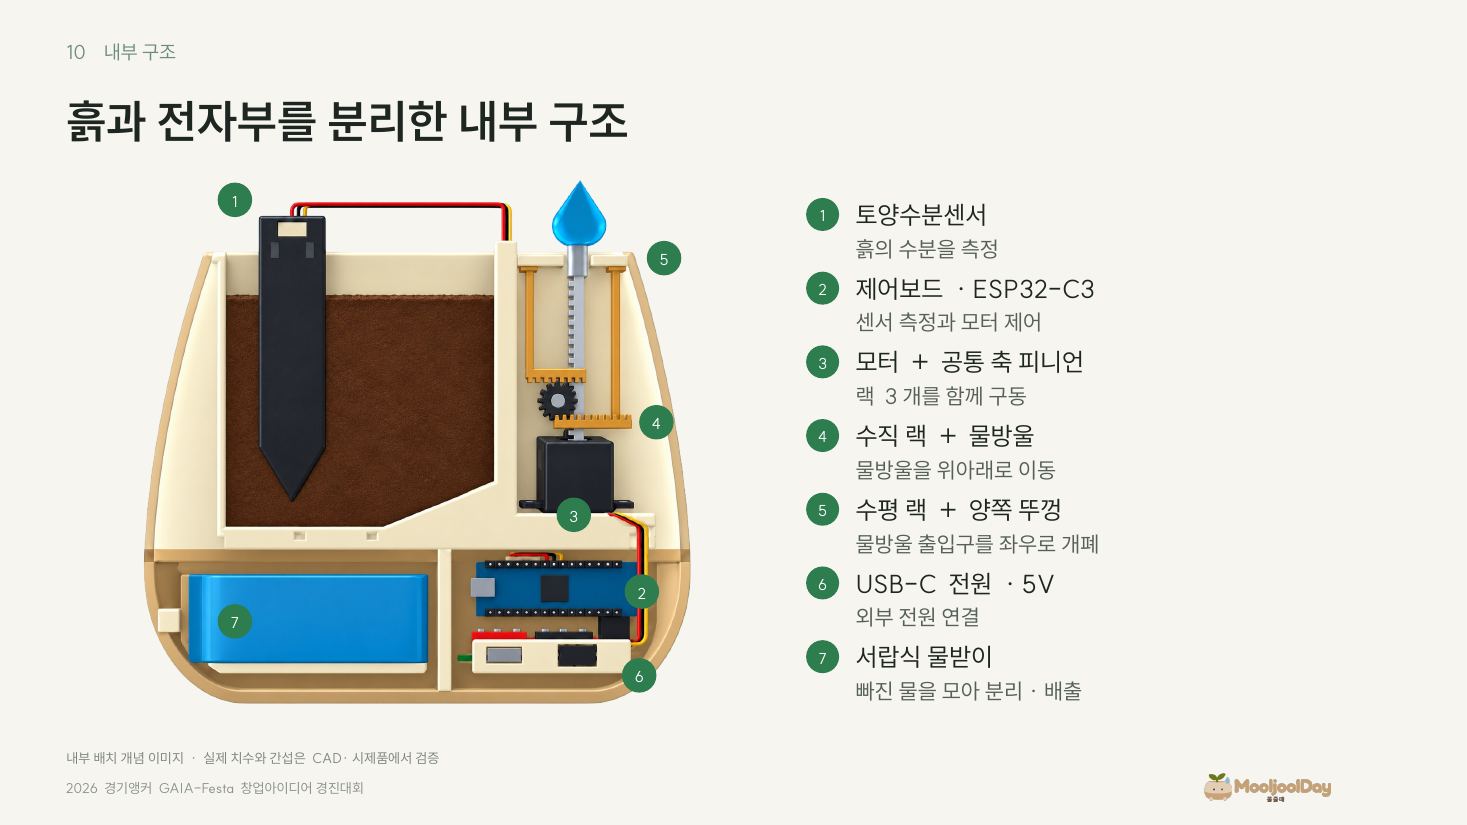 10 내부 구조
흙과 전자부를 분리한 내부 구조
1
5
4
3
2
7
6
1 토양수분센서
흙의 수분을 측정
2 제어보드 · ESP32-C3
센서 측정과 모터 제어
3 모터 + 공통 축 피니언
랙 3 개를 함께 구동
4 수직 랙 + 물방울
물방울을 위아래로 이동
5 수평 랙 + 양쪽 뚜껑
물방울 출입구를 좌우로 개폐
6 USB-C 전원 · 5V
외부 전원 연결
7 서랍식 물받이
빠진 물을 모아 분리 · 배출
내부 배치 개념 이미지 · 실제 치수와 간섭은 CAD · 시제품에서 검증
2026 경기앵커 GAIA-Festa 창업아이디어 경진대회
MooljoolDay
물줄데